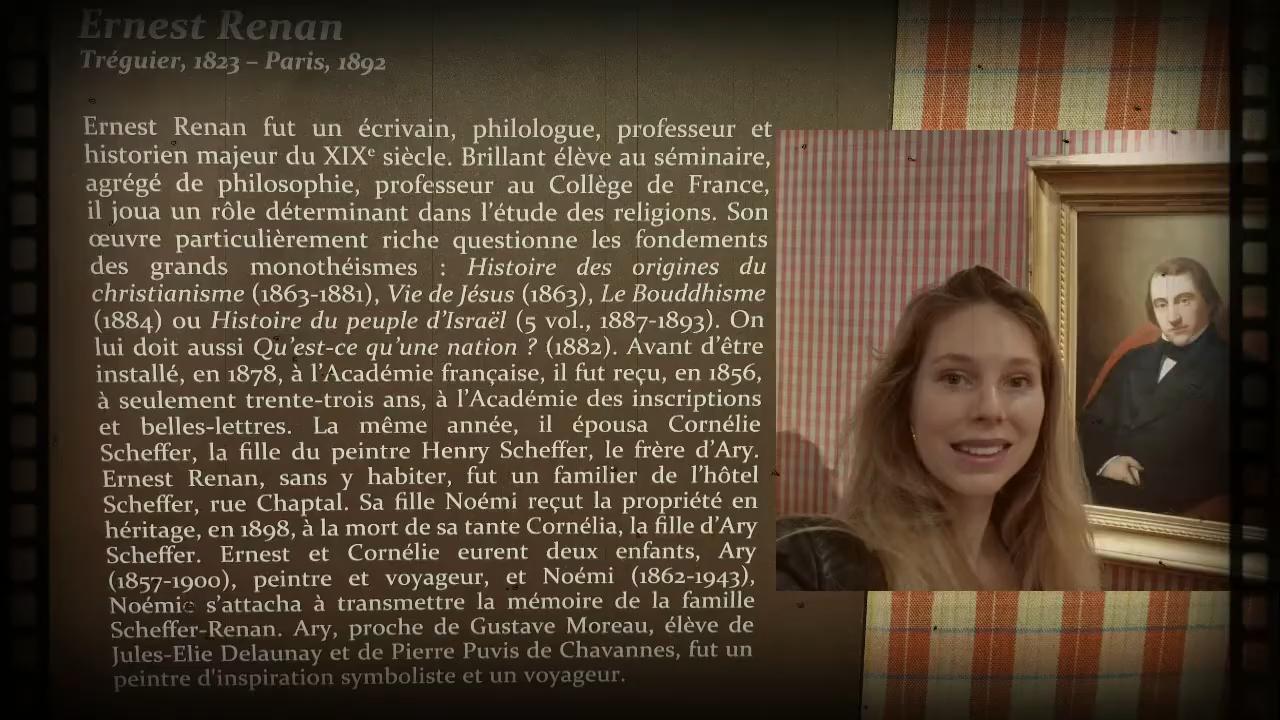 Ernest Renan
Tréguier, 1823 – Paris, 1892
Ernest Renan fut un écrivain, philologue, professeur et
historien majeur du XIXe siècle. Brillant élève au séminaire,
agrégé de philosophie, professeur au Collège de France,
il joua un rôle déterminant dans l'étude des religions. Son
œuvre particulièrement riche questionne les fondements
des grands monothéismes : Histoire des origines du
christianisme (1863-1881), Vie de Jésus (1863), Le Bouddhisme
(1884) ou Histoire du peuple d'Israël (5 vol., 1887-1893). On
lui doit aussi Qu'est-ce qu'une nation ? (1882). Avant d'être
installé, en 1878, à l'Académie française, il fut reçu, en 1856,
à seulement trente-trois ans, à l'Académie des inscriptions
et belles-lettres. La même année, il épousa Cornélie
Scheffer, la fille du peintre Henry Scheffer, le frère d'Ary.
Ernest Renan, sans y habiter, fut un familier de l'hôtel
Scheffer, rue Chaptal. Sa fille Noémi reçut la propriété en
héritage, en 1898, à la mort de sa tante Cornélia, la fille d'Ary
Scheffer. Ernest et Cornélie eurent deux enfants, Ary
(1857-1900), peintre et voyageur, et Noémi (1862-1943),
Noémie s'attacha à transmettre la mémoire de la famille
Scheffer-Renan. Ary, proche de Gustave Moreau, élève de
Jules-Elie Delaunay et de Pierre Puvis de Chavannes, fut un
peintre d'inspiration symboliste et un voyageur.